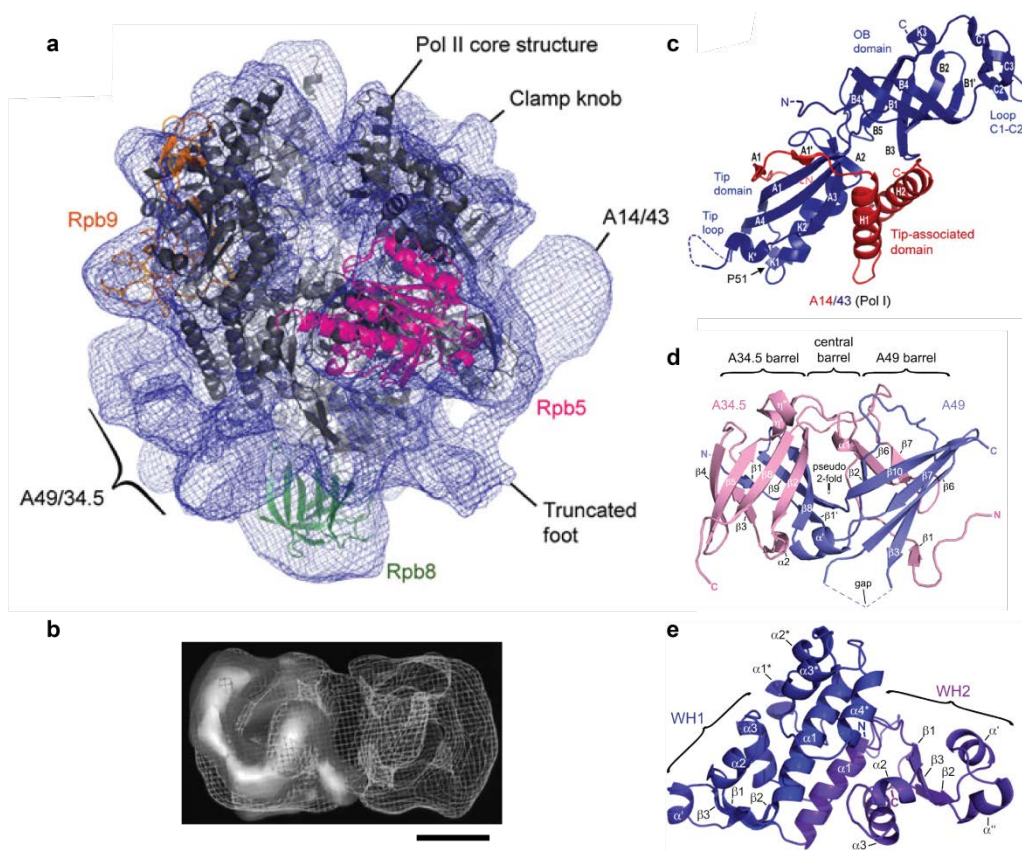 a
Pol II core structure
Clamp knob
Rpb9
A14/43
Rpb5
A49/34.5
Truncated
foot
Rpb8
b
c
C
K3
OB
domain
C1
B2
C3
B4
B1'
C2
N
B4'
B1
Loop
C1-C2
B5
A1
A1'
A2
B3
C
Tip
domain
N
A1
A3
H2
Tip
loop
A4
K2
H1
K'
K1
Tip-associated
domain
P51
A14/43 (Pol I)
d
A34.5 barrel
central
barrel
A49 barrel
A34.5
A49
N
β4
β1
β5
β9
β2
pseudo
2-fold
β2
β6
β7
β10
β7
β6
C
β3
β8
β1'
α'
α2
β3
β1
N
C
gap
e
α2*
α3*
α1*
WH1
WH2
α4*
α3
α1
N
α2
α1
β1
α'
α2
β3
β2
β3
β1
β2
C
α'
α3
α"